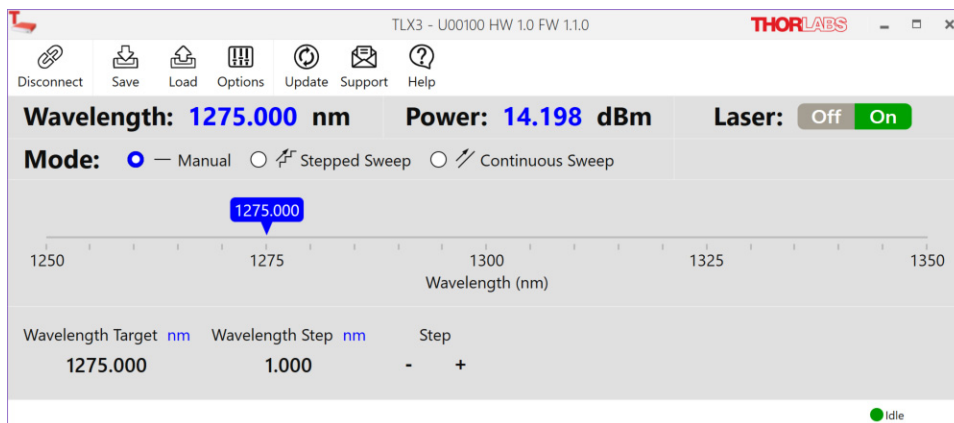 TLX3 - U00100 HW 1.0 FW 1.1.0 THORLABS
Disconnect Save Load Options Update Support Help
Wavelength: 1275.000 nm Power: 14.198 dBm Laser: Off On
Mode: Manual Stepped Sweep Continuous Sweep
1275.000
1250 1275 1300 1325 1350
Wavelength (nm)
Wavelength Target nm Wavelength Step nm Step
1275.000 1.000 - +
Idle